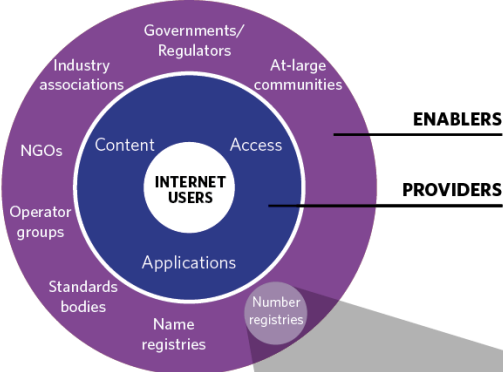 Governments/
Regulators
Industry
associations
At-large
communities
ENABLERS
NGOs
Content
Access
INTERNET
USERS
PROVIDERS
Operator
groups
Applications
Standards
bodies
Number
registries
Name
registries